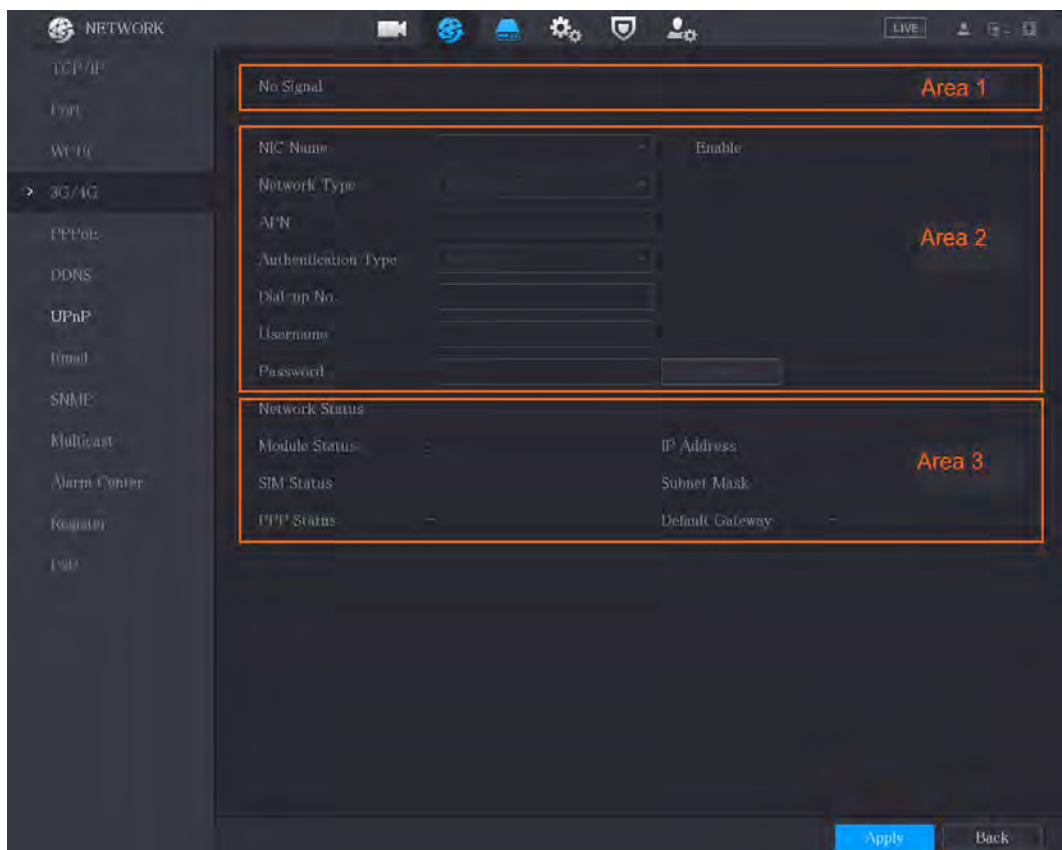 NETWORK
LIVE
TCP/IP
Port
3G/4G
PPPoE
DDNS
UPnP
Email
SNMP
Multicast
Alarm Center
Register
No Signal
Area 1
NIC Name
Enable
Network Type
APN
Area 2
Authentication Type
Dial-up No.
Username
Password
Network Status
Module Status
IP Address
Area 3
SIM Status
Subnet Mask
PPP Status
Default Gateway
Apply
Back